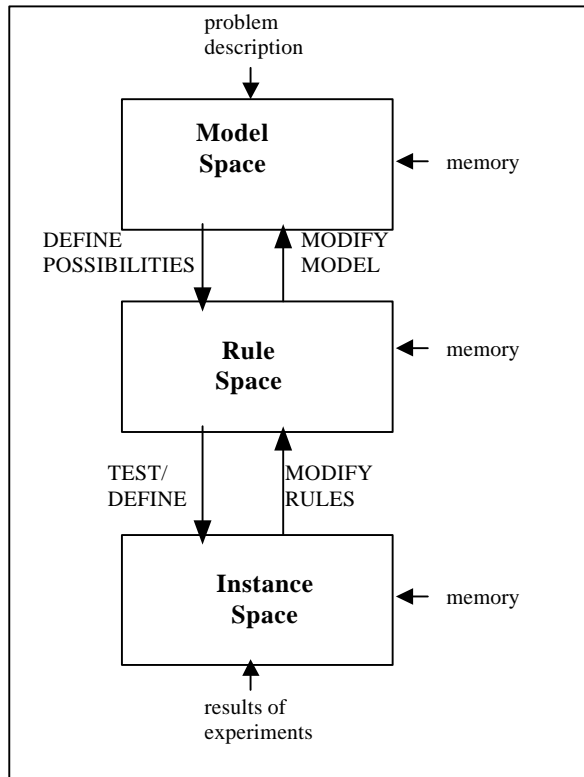 problem
description
Model
Space
memory
DEFINE
POSSIBILITIES
MODIFY
MODEL
Rule
Space
memory
TEST/
DEFINE
MODIFY
RULES
Instance
Space
memory
results of
experiments